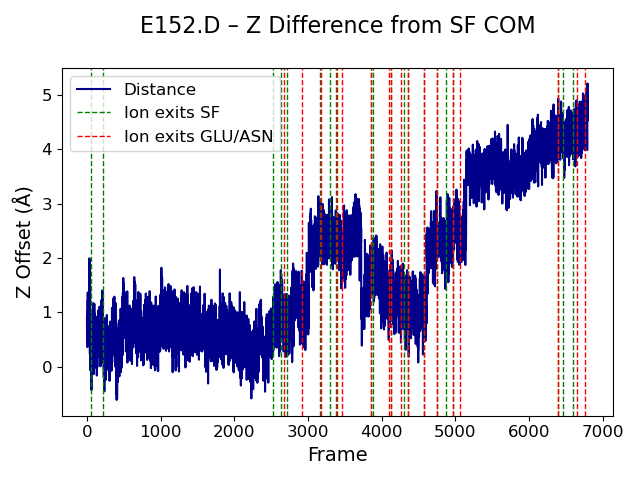 E152.D – Z Difference from SF COM
Distance
Ion exits SF
Ion exits GLU/ASN
Z Offset (Å)
5
4
3
2
1
0
0 1000 2000 3000 4000 5000 6000 7000
Frame